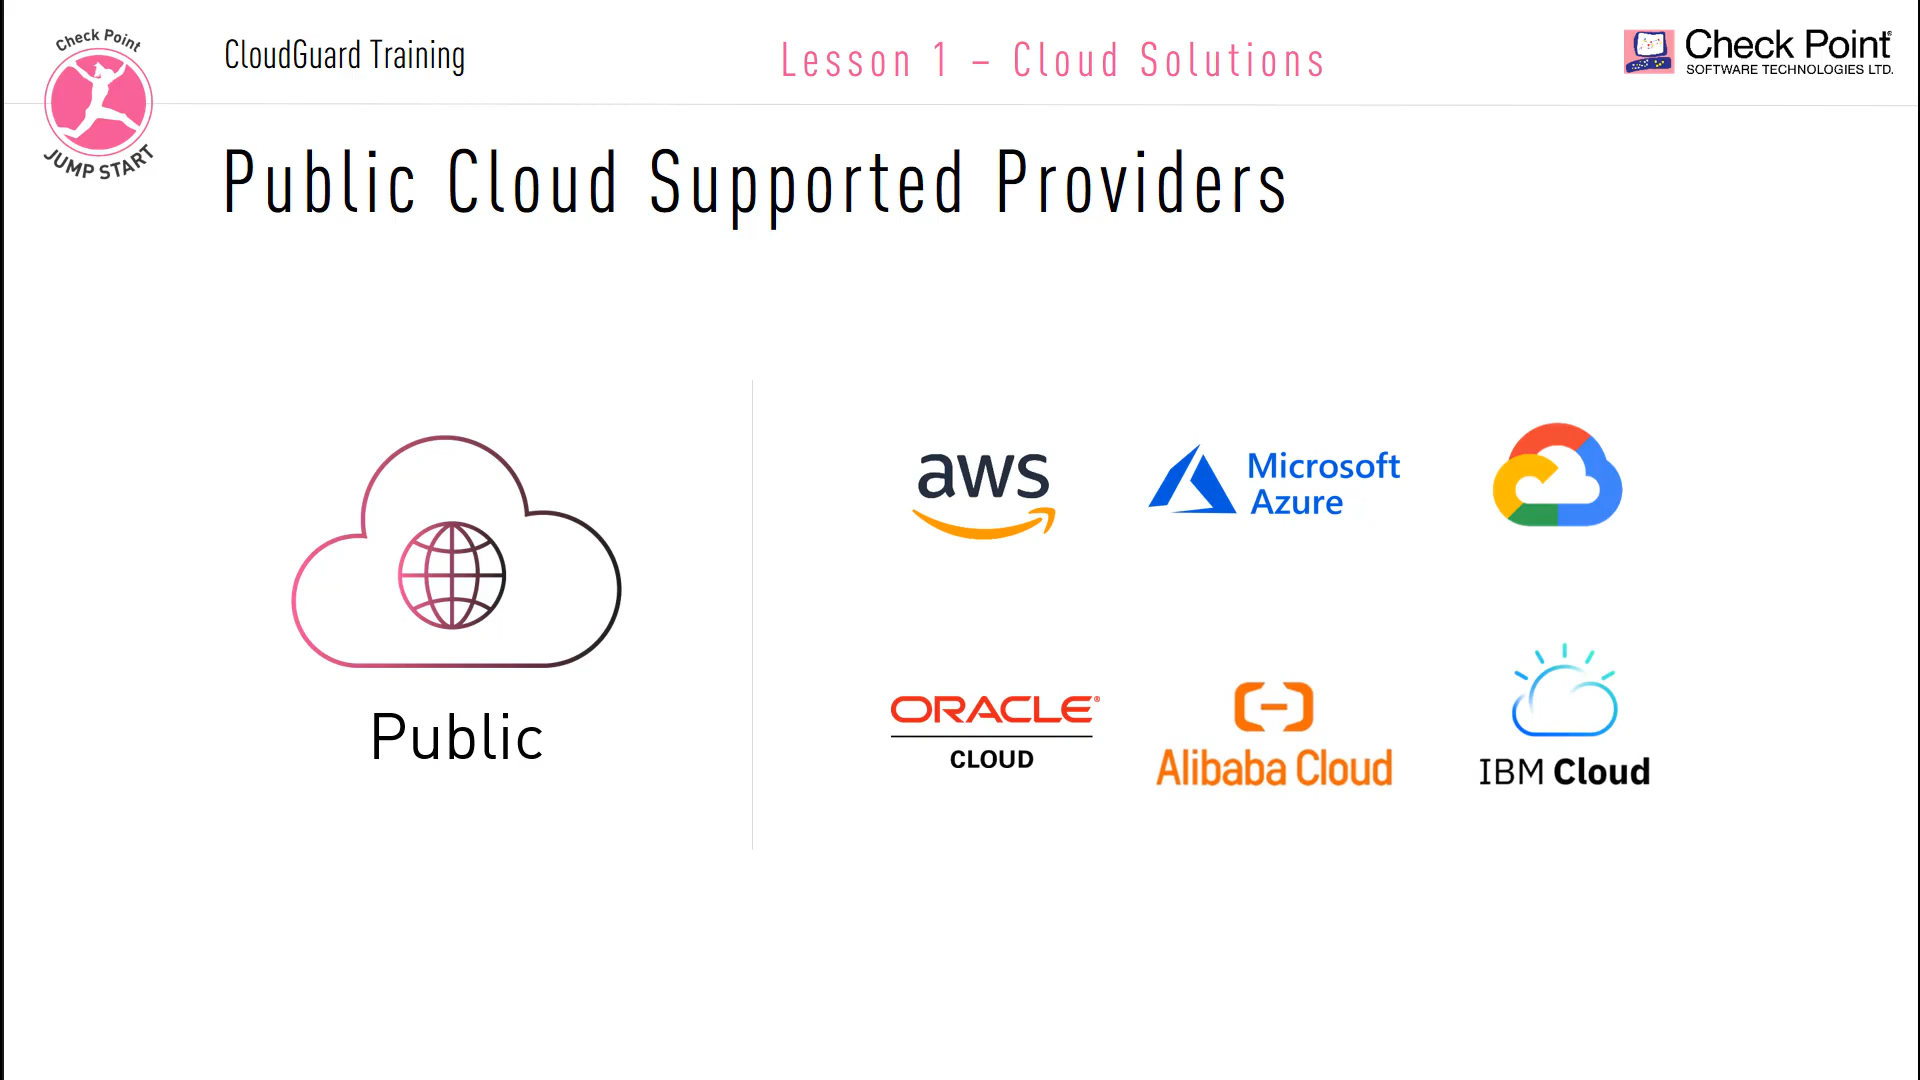 Check Point
JUMP START
CloudGuard Training
Lesson 1 – Cloud Solutions
Check Point®
SOFTWARE TECHNOLOGIES LTD.
Public Cloud Supported Providers
Public
aws
Microsoft
Azure
ORACLE®
CLOUD
Alibaba Cloud
IBM Cloud